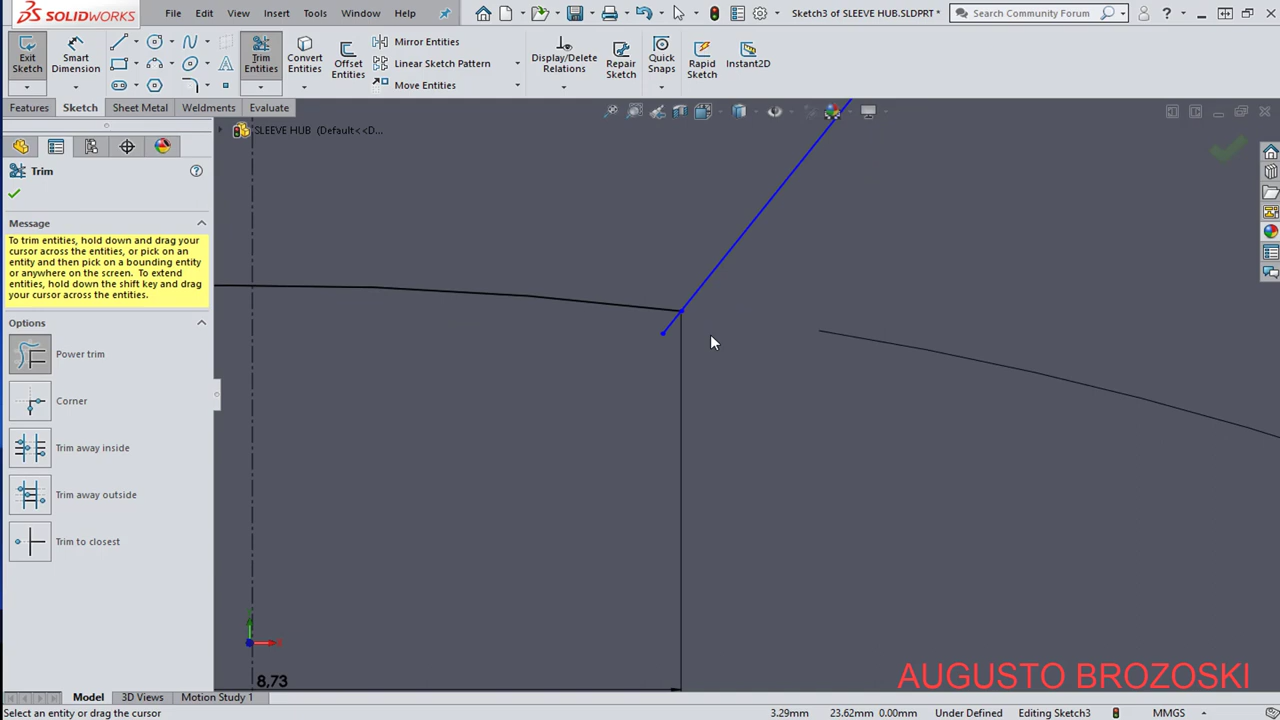 SOLIDWORKS File Edit View Insert Tools Window Help Sketch3 of SLEEVE HUB.SLDPRT * Search Community Forum
Exit Sketch
Smart Dimension
Trim Entities
Convert Entities
Offset Entities
Mirror Entities
Linear Sketch Pattern
Move Entities
Display/Delete Relations
Repair Sketch
Quick Snaps
Rapid Sketch
Instant2D
Features Sketch Sheet Metal Weldments Evaluate
SLEEVE HUB (Default<<D...
Trim
Message
To trim entities, hold down and drag your
cursor across the entities, or pick on an
entity and then pick on a bounding entity
or anywhere on the screen. To extend
entities, hold down the shift key and drag
your cursor across the entities.
Options
Power trim
Corner
Trim away inside
Trim away outside
Trim to closest
8,73
AUGUSTO BROZOSKI
Model 3D Views Motion Study 1
Select an entity or drag the cursor 3.29mm 23.62mm 0.00mm Under Defined Editing Sketch3 MMGS